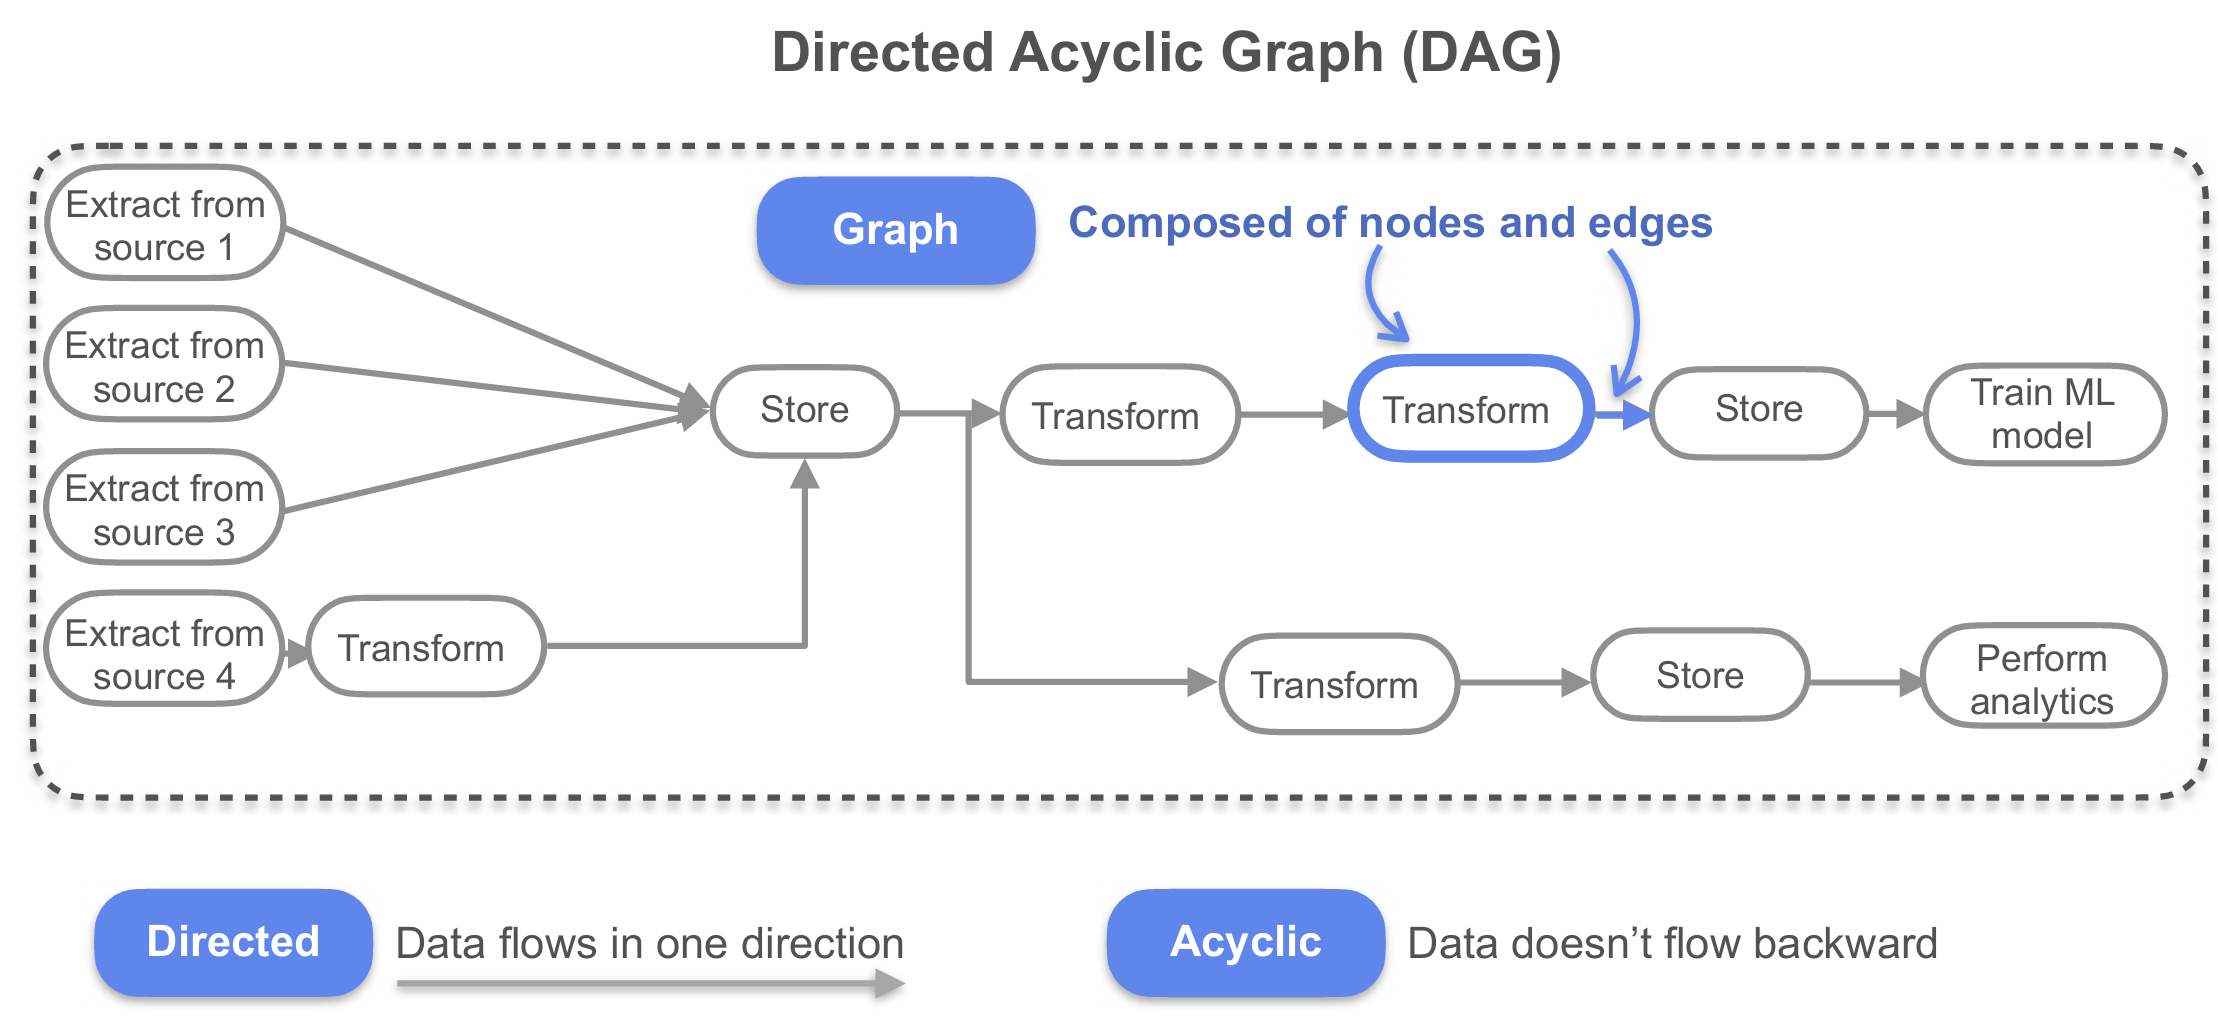 Directed Acyclic Graph (DAG)
Extract from
source 1
Graph
Composed of nodes and edges
Extract from
source 2
Extract from
source 3
Store
Transform
Transform
Store
Train ML
model
Extract from
source 4
Transform
Transform
Store
Perform
analytics
Directed
Data flows in one direction
Acyclic
Data doesn’t flow backward